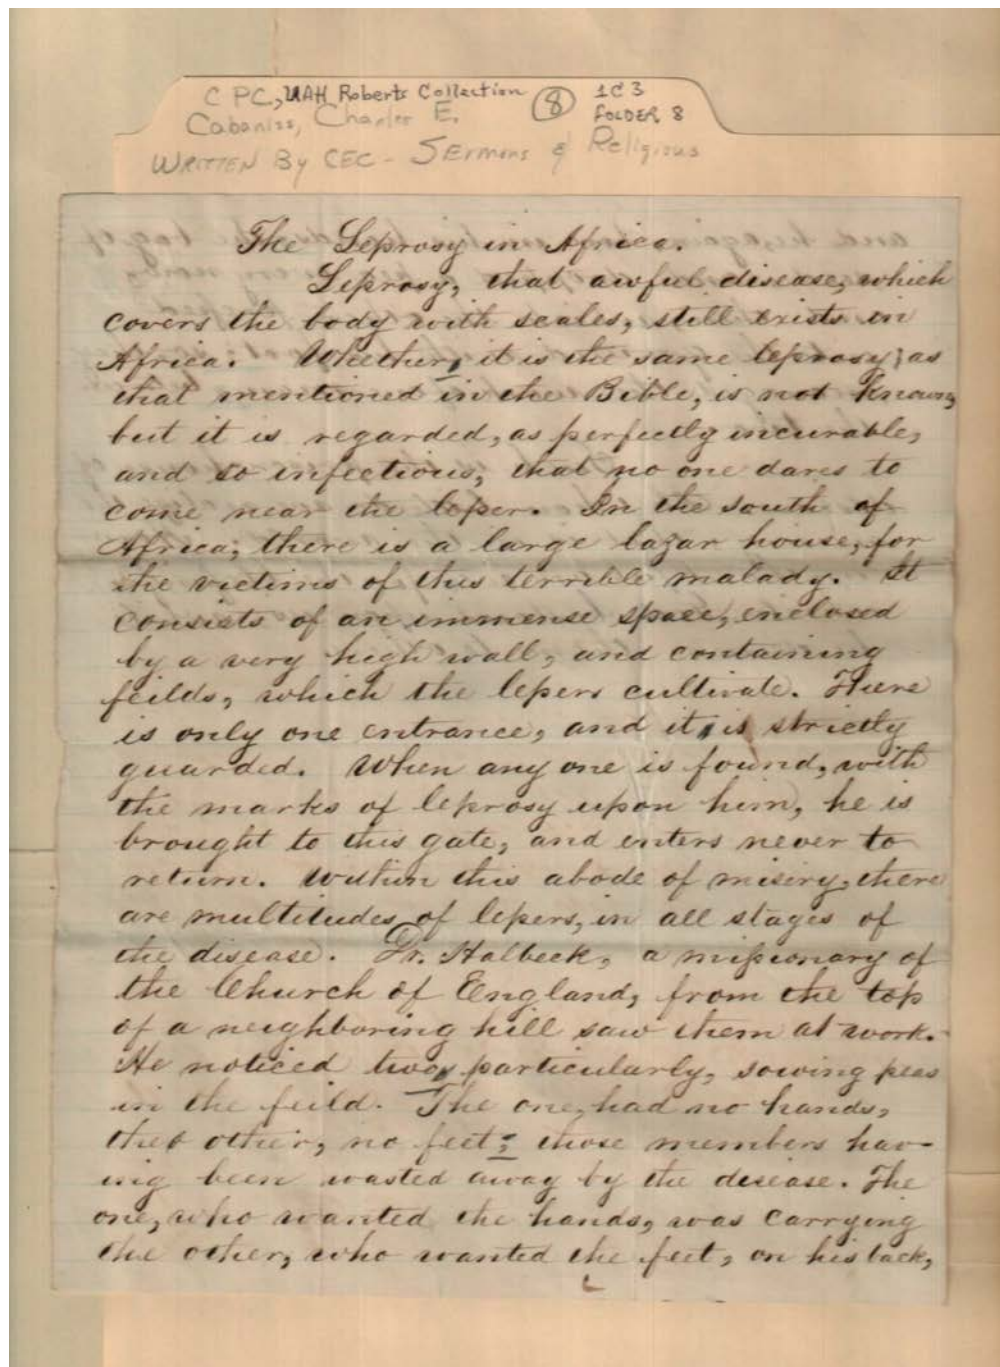 C PC, UAH Roberts Collection 8 1C3
Cabaniss, Charles E. FOLDER 8
WRITTEN By CEC - SErmons & Religious
The Leprosy in Africa.
Leprosy, that awful disease, which
covers the body with scales, still exists in
Africa. Whether, it is the same leprosy, as
that mentioned in the Bible, is not known,
but it is regarded, as perfectly incurable,
and so infectious, that no one dares to
come near the leper. In the south of
Africa, there is a large lazar house, for
the victims of this terrible malady. It
consists of an immense space, enclosed
by a very high wall, and containing
feilds, which the lepers cultivate. There
is only one entrance, and it, is strictly
guarded. When any one is found, with
the marks of leprosy upon him, he is
brought to this gate, and enters never to
return. Within this abode of misery, there
are multitudes, of lepers, in all stages of
the disease. Dr. Halbeck, a missionary of
the Church of England, from the top
of a neighboring hill saw them at work.
He noticed two, particularly, sowing peas
in the feild. The one, had no hands,
the other, no feet; those members hav-
ing been wasted away by the disease. The
one, who wanted the hands, was carrying
the other, who wanted the feet, on his back,